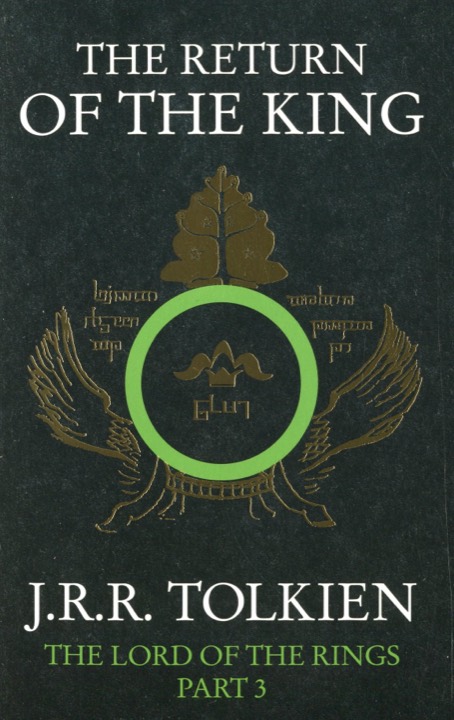 THE RETURN
OF THE KING
J.R.R. TOLKIEN
THE LORD OF THE RINGS
PART 3